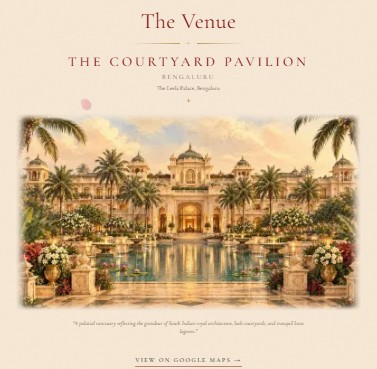 The Venue
THE COURTYARD PAVILION
BENGALURU
The Leela Palace, Bengaluru
"A palatial sanctuary reflecting the grandeur of South Indian royal architecture, lush courtyards, and tranquil lotus
lagoons."
VIEW ON GOOGLE MAPS →